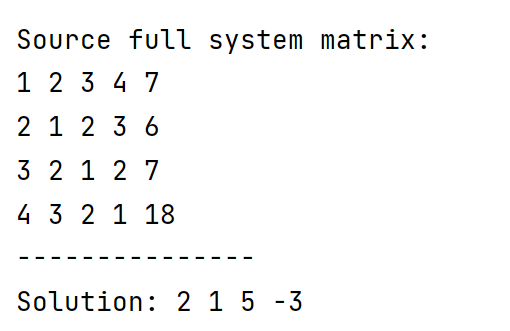 Source full system matrix:
1 2 3 4 7
2 1 2 3 6
3 2 1 2 7
4 3 2 1 18
---------------
Solution: 2 1 5 -3